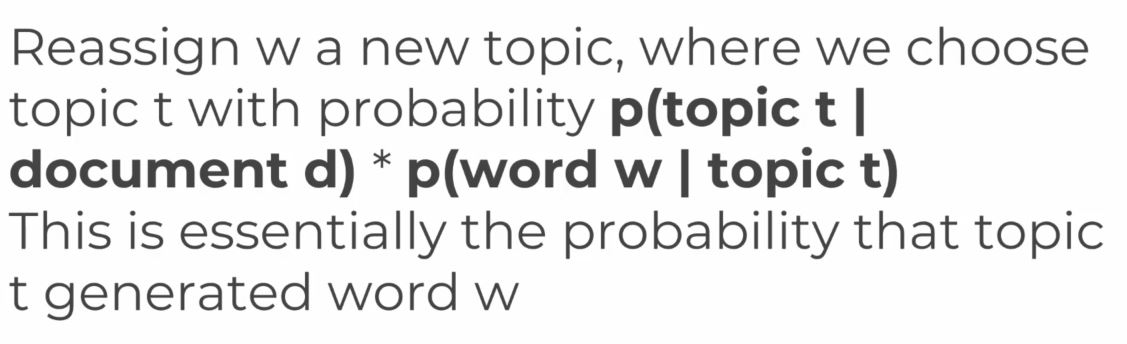 Reassign w a new topic, where we choose
topic t with probability p(topic t |
document d) * p(word w | topic t)
This is essentially the probability that topic
t generated word w